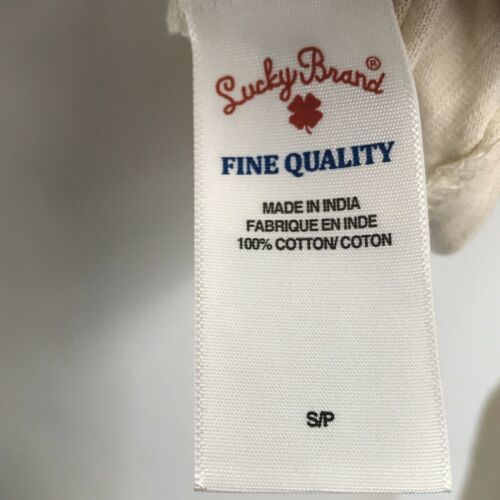 Lucky Brand®
FINE QUALITY
MADE IN INDIA
FABRIQUE EN INDE
100% COTTON/ COTON
S/P